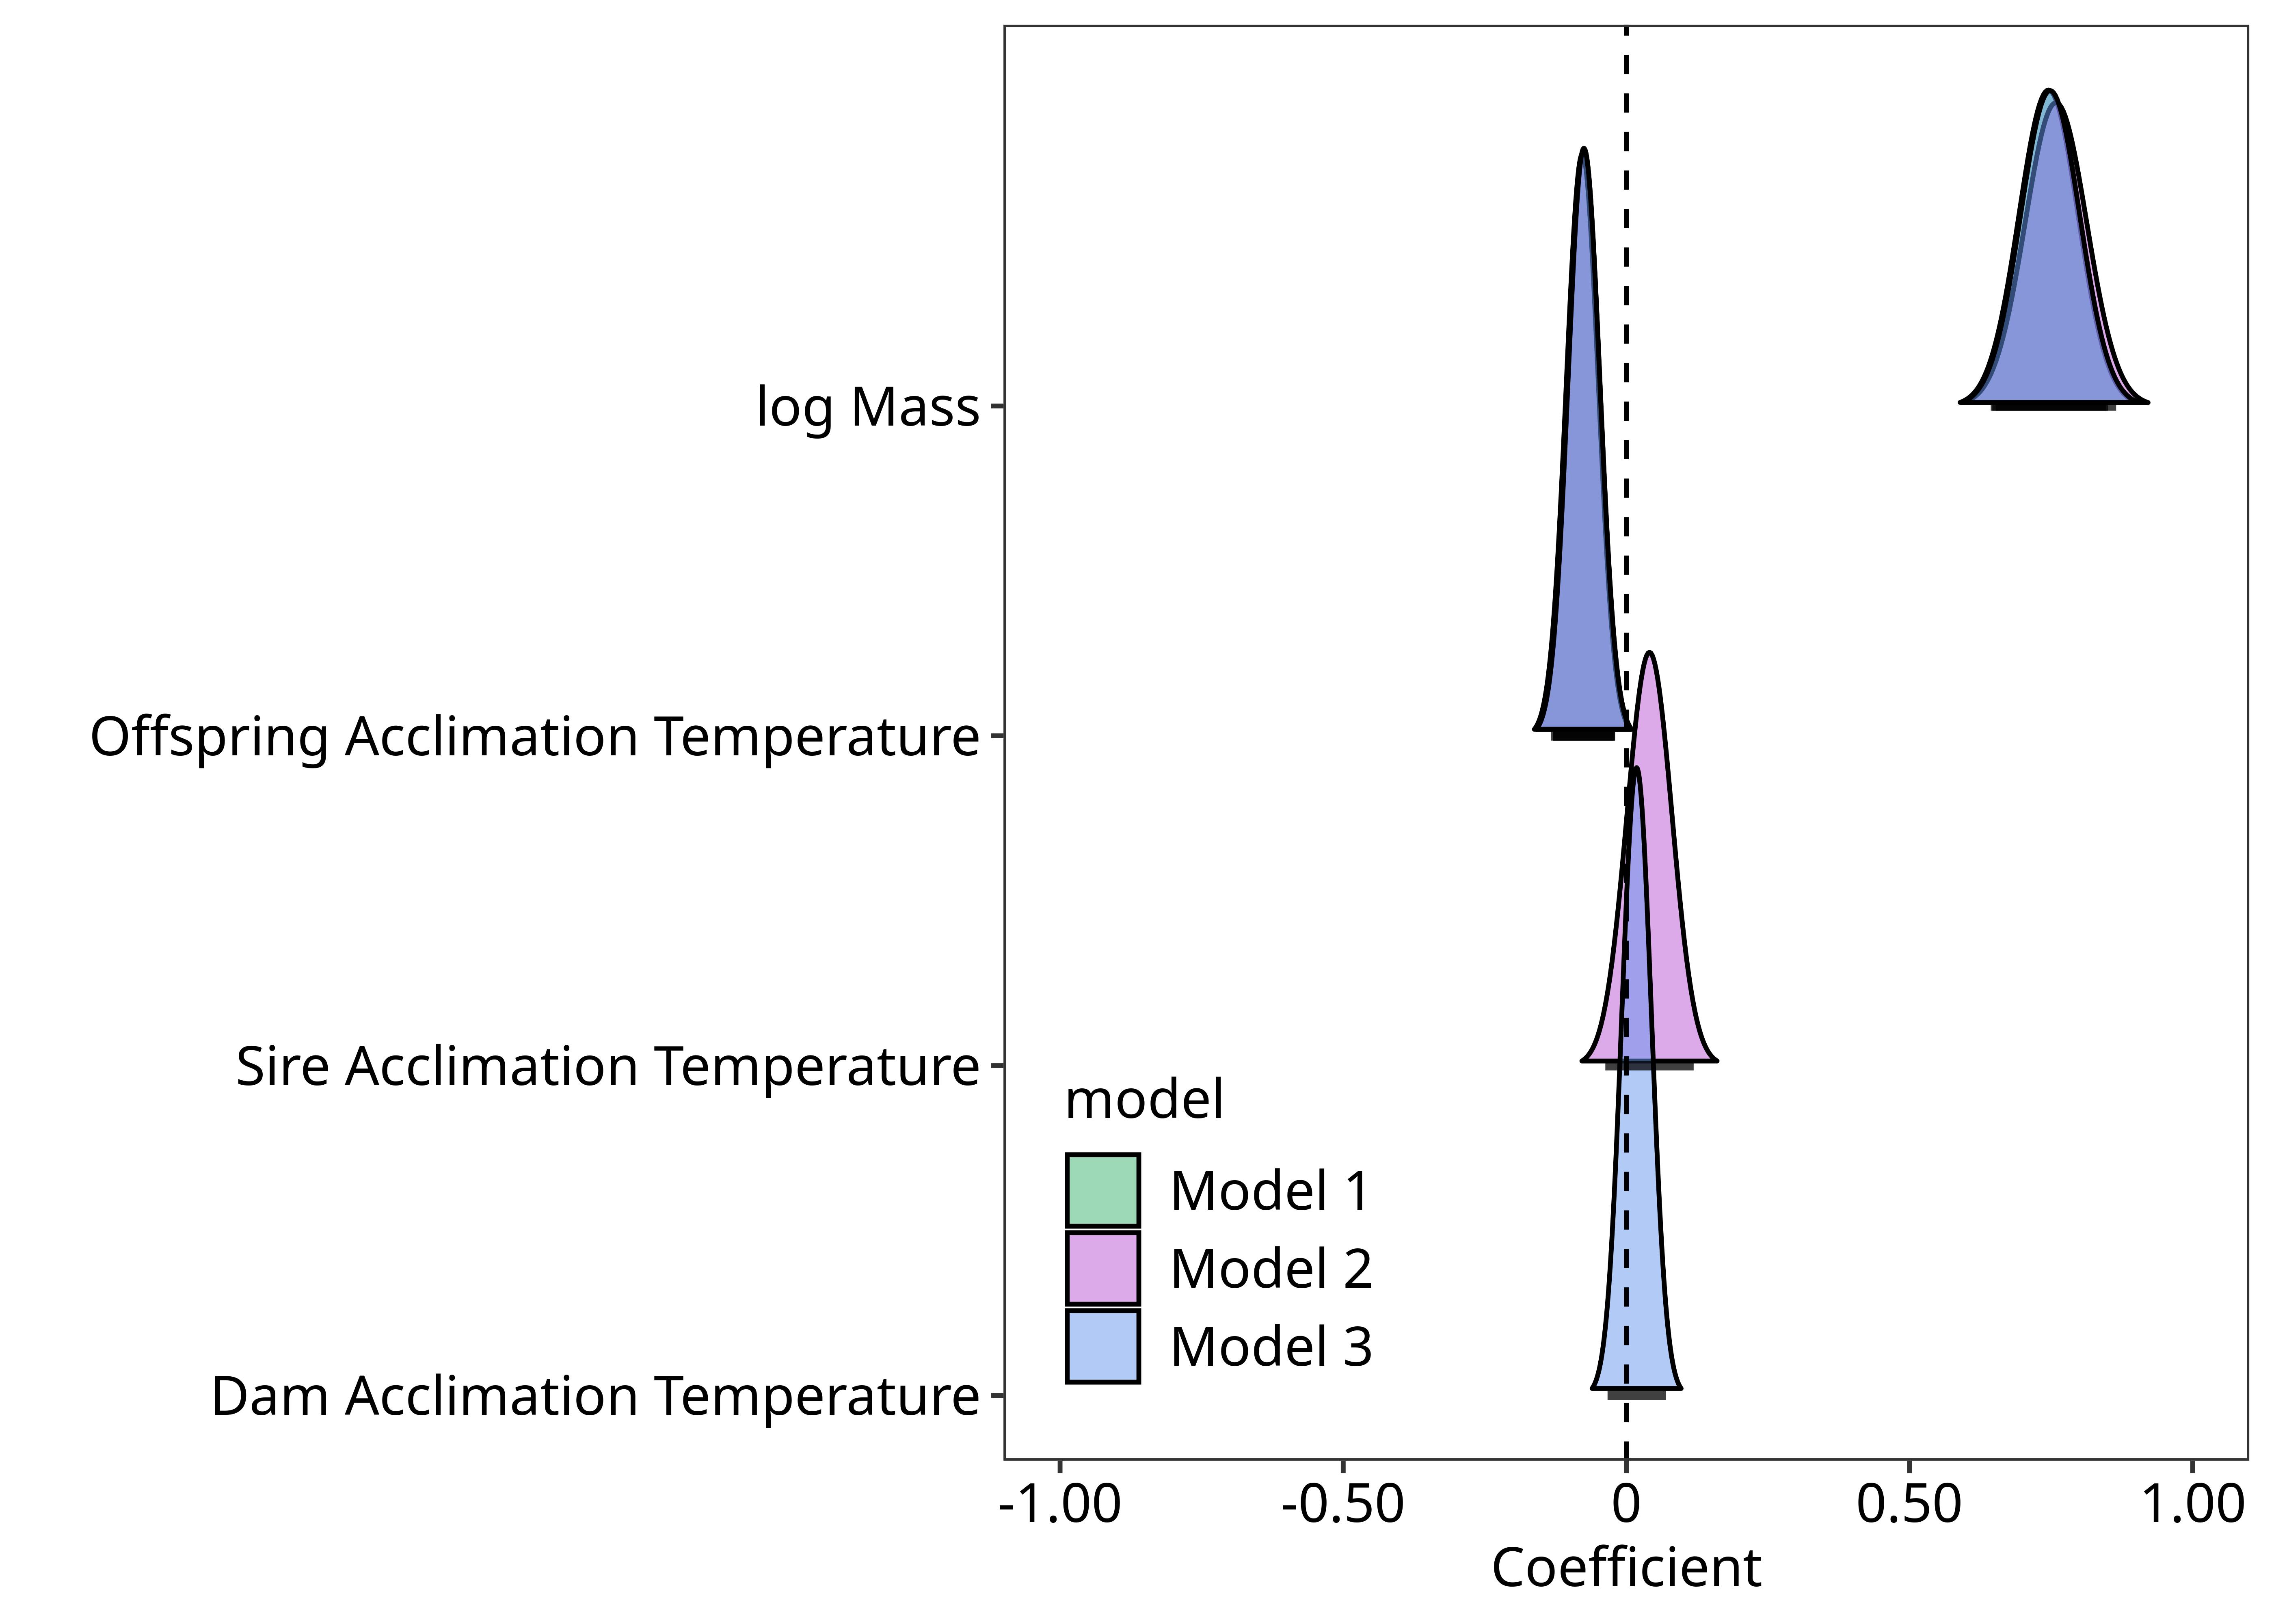 log Mass
Offspring Acclimation Temperature
Sire Acclimation Temperature
Dam Acclimation Temperature
model
Model 1
Model 2
Model 3
-1.00 -0.50 0 0.50 1.00
Coefficient